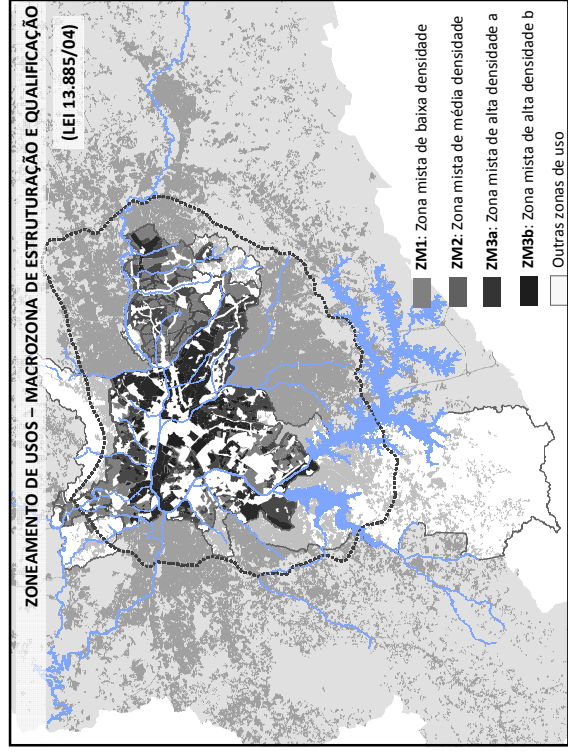 ZONEAMENTO DE USOS – MACROZONA DE ESTRUTURAÇÃO E QUALIFICAÇÃO
(LEI 13.885/04)
ZM1: Zona mista de baixa densidade
ZM2: Zona mista de média densidade
ZM3a: Zona mista de alta densidade a
ZM3b: Zona mista de alta densidade b
Outras zonas de uso